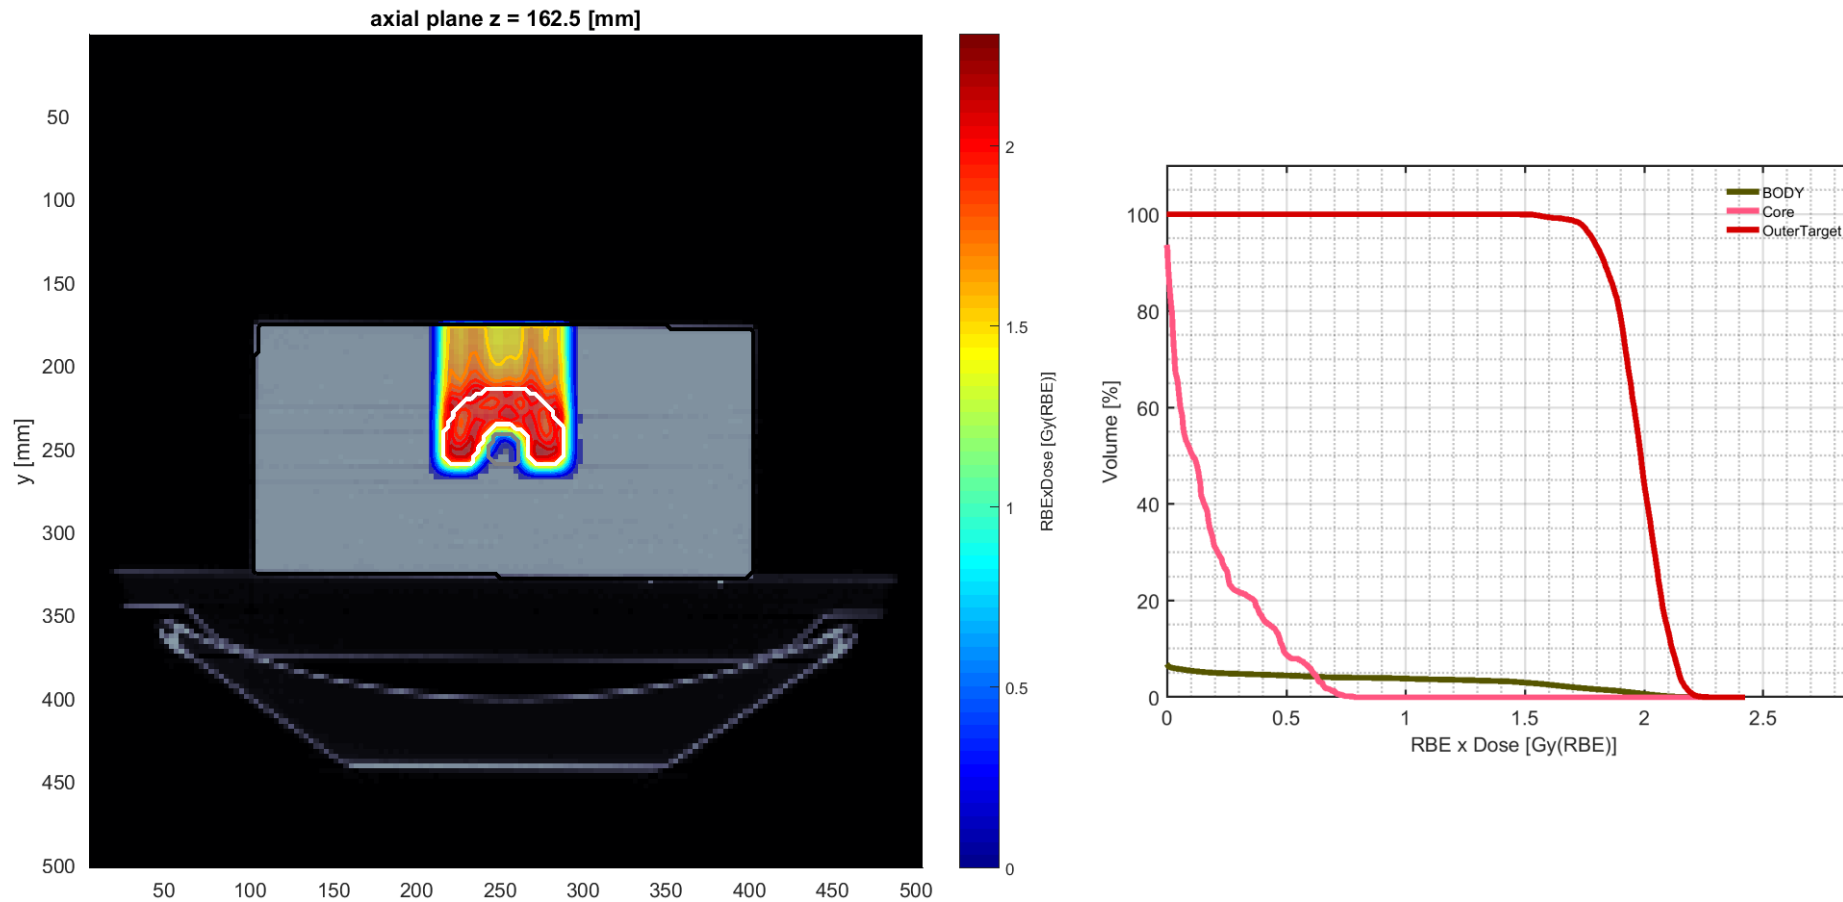 axial plane z = 162.5 [mm]
50
100
150
200
250
300
350
400
450
500
y [mm]
50 100 150 200 250 300 350 400 450 500
2
1.5
1
0.5
0
RBExDose [Gy(RBE)]
BODY
Core
OuterTarget
100
80
60
40
20
0
Volume [%]
0 0.5 1 1.5 2 2.5
RBE x Dose [Gy(RBE)]